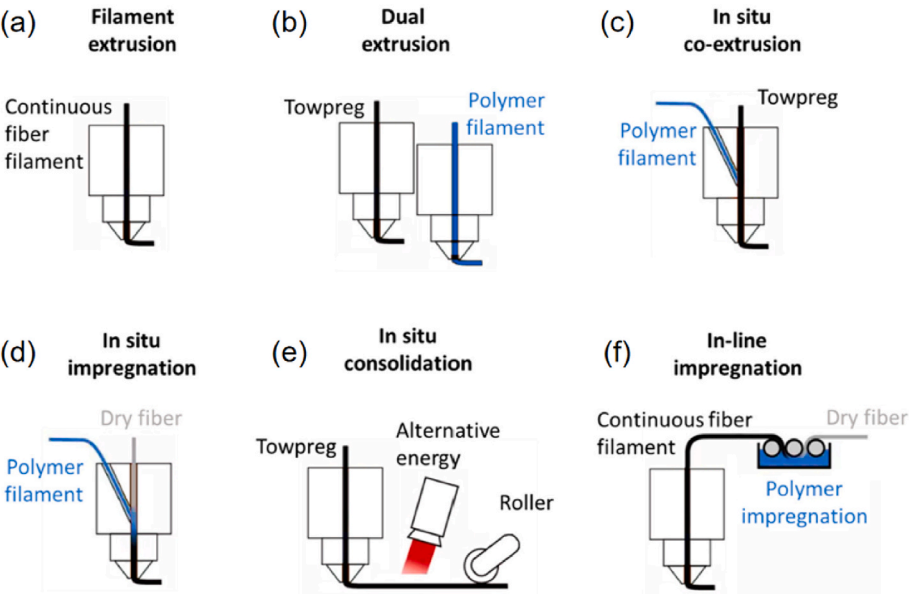 (a)
Filament
extrusion
Continuous
fiber
filament
(b)
Dual
extrusion
Towpreg
Polymer
filament
(c)
In situ
co-extrusion
Polymer
filament
Towpreg
(d)
In situ
impregnation
Dry fiber
Polymer
filament
(e)
In situ
consolidation
Towpreg
Alternative
energy
Roller
(f)
In-line
impregnation
Continuous fiber
filament
Dry fiber
Polymer
impregnation